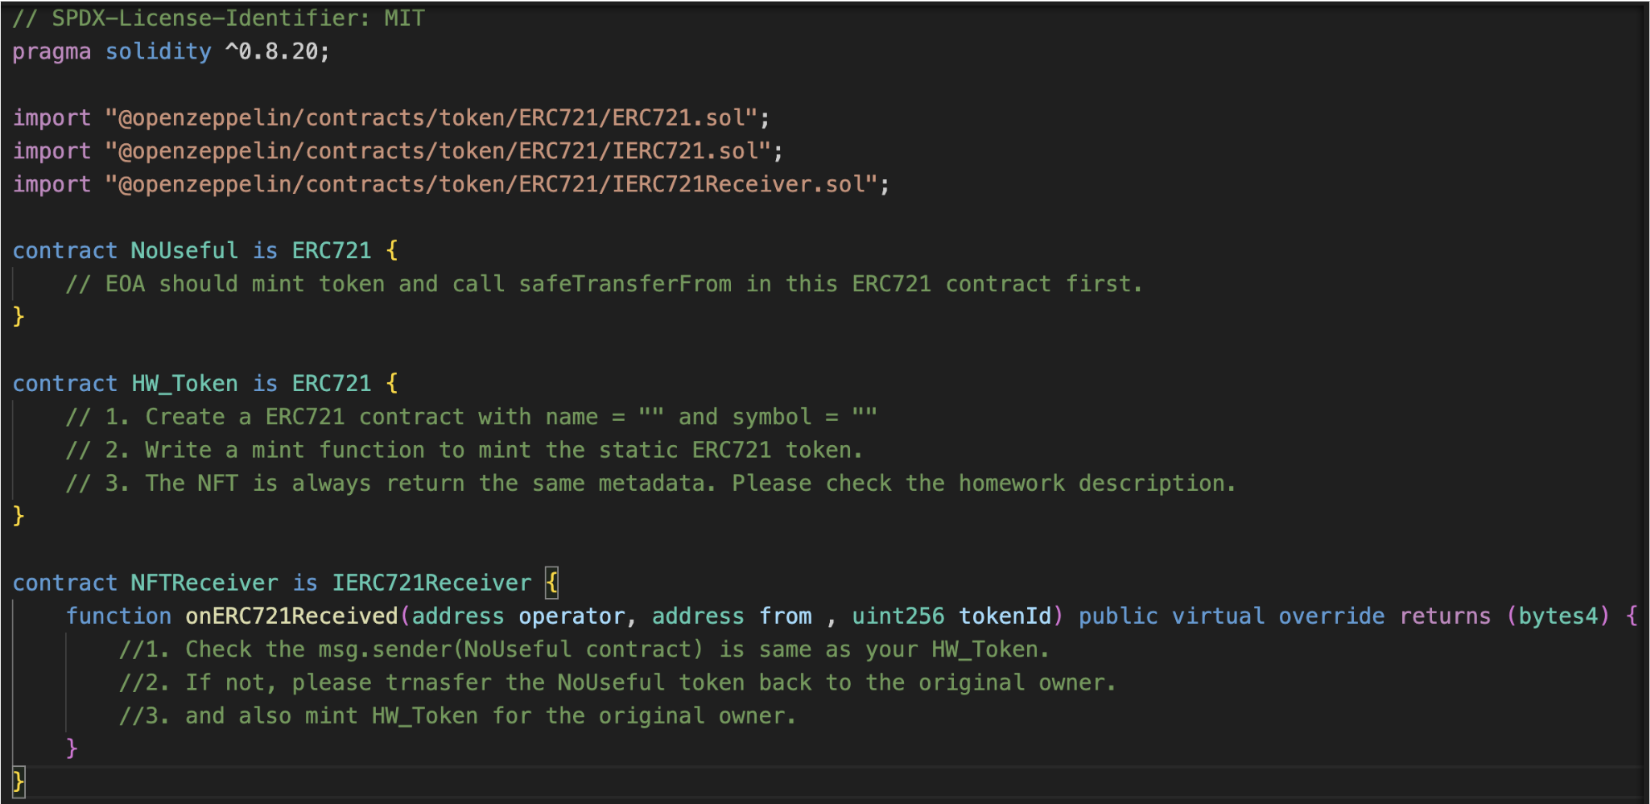 // SPDX-License-Identifier: MIT
pragma solidity ^0.8.20;
import "@openzeppelin/contracts/token/ERC721/ERC721.sol";
import "@openzeppelin/contracts/token/ERC721/IERC721.sol";
import "@openzeppelin/contracts/token/ERC721/IERC721Receiver.sol";
contract NoUseful is ERC721 {
    // EOA should mint token and call safeTransferFrom in this ERC721 contract first.
}
contract HW_Token is ERC721 {
    // 1. Create a ERC721 contract with name = "" and symbol = ""
    // 2. Write a mint function to mint the static ERC721 token.
    // 3. The NFT is always return the same metadata. Please check the homework description.
}
contract NFTReceiver is IERC721Receiver {
    function onERC721Received(address operator, address from , uint256 tokenId) public virtual override returns (bytes4) {
        //1. Check the msg.sender(NoUseful contract) is same as your HW_Token.
        //2. If not, please trnasfer the NoUseful token back to the original owner.
        //3. and also mint HW_Token for the original owner.
    }
}